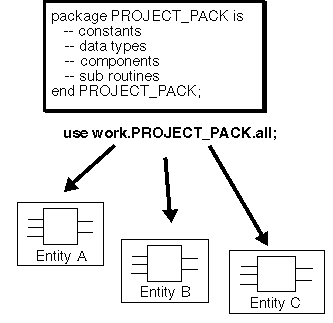 package PROJECT_PACK is
-- constants
-- data types
-- components
-- sub routines
end PROJECT_PACK;
use work.PROJECT_PACK.all;
Entity A
Entity B
Entity C